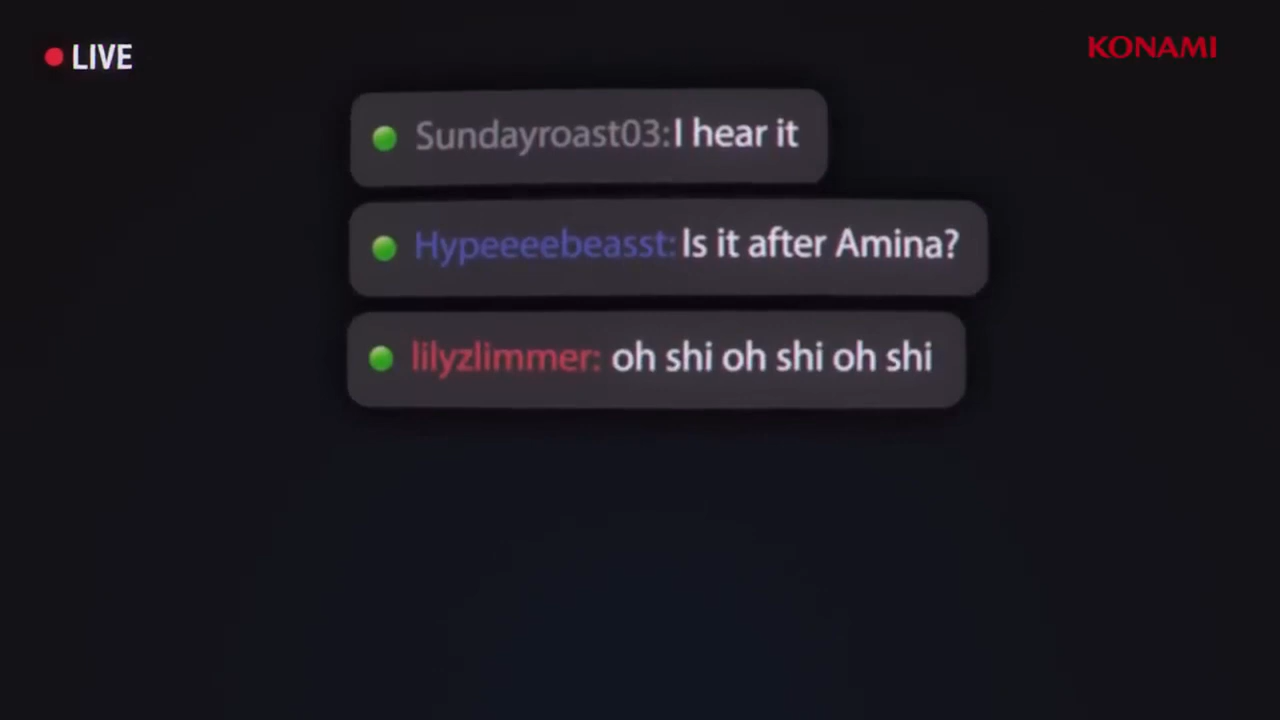 LIVE
KONAMI
Sundayroast03:I hear it
Hypeeeebeasst:Is it after Amina?
lilyzlimmer: oh shi oh shi oh shi